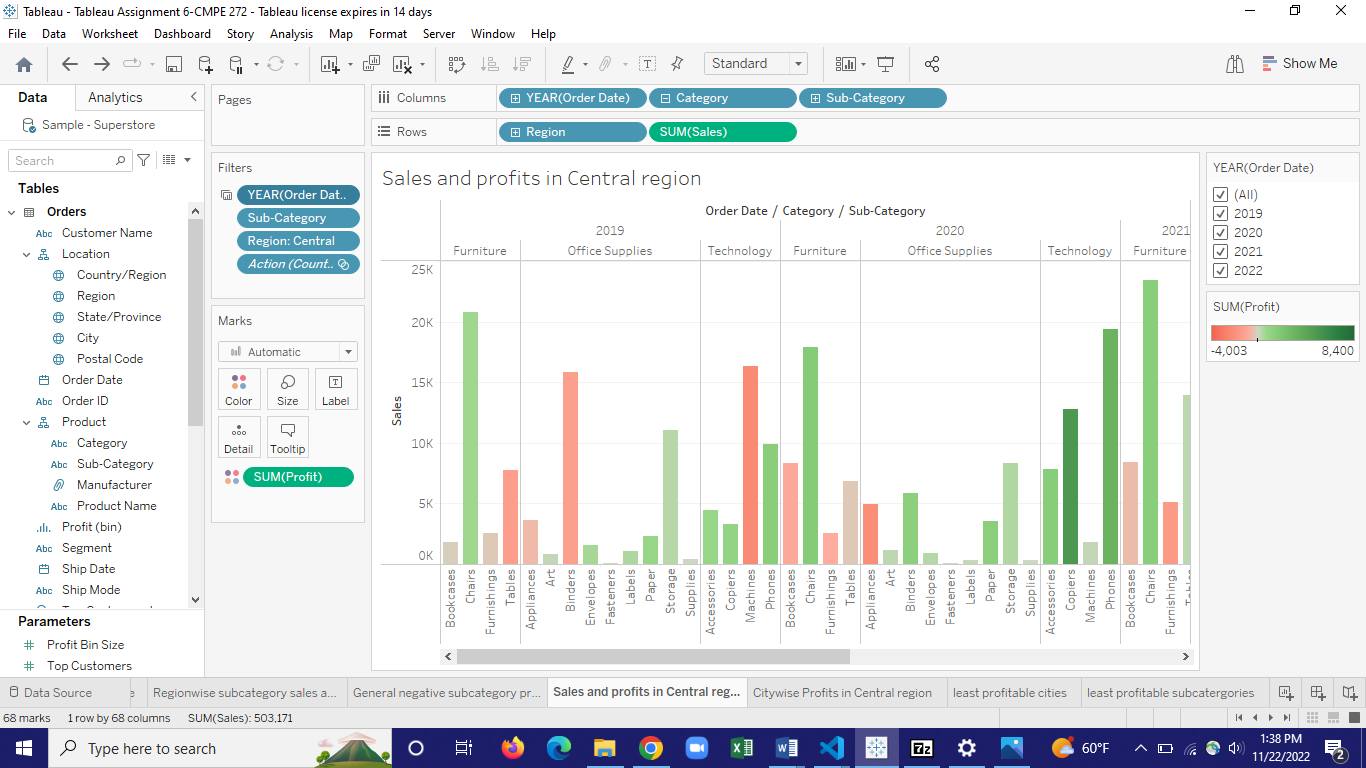 Tableau - Tableau Assignment 6-CMPE 272 - Tableau license expires in 14 days
File Data Worksheet Dashboard Story Analysis Map Format Server Window Help
Standard
Show Me
Data Analytics
Sample - Superstore
Search
Tables
Orders
Abc Customer Name
Location
Country/Region
Region
State/Province
City
Postal Code
Order Date
Abc Order ID
Product
Abc Category
Abc Sub-Category
Manufacturer
Abc Product Name
Profit (bin)
Abc Segment
Ship Date
Abc Ship Mode
Parameters
Profit Bin Size
Top Customers
Pages
Filters
YEAR(Order Dat..
Sub-Category
Region: Central
Action (Count..
Marks
Automatic
Color Size Label
Detail Tooltip
SUM(Profit)
Columns YEAR(Order Date) Category Sub-Category
Rows Region SUM(Sales)
Sales and profits in Central region
Order Date / Category / Sub-Category
2019 2020 2021
Furniture Office Supplies Technology Furniture Office Supplies Technology Furniture
Sales
25K
20K
15K
10K
5K
0K
Bookcases Chairs Furnishings Tables Appliances Art Binders Envelopes Fasteners Labels Paper Storage Supplies Accessories Copiers Machines Phones Bookcases Chairs Furnishings Tables Appliances Art Binders Envelopes Fasteners Labels Paper Storage Supplies Accessories Copiers Machines Phones Bookcases Chairs Furnishings
YEAR(Order Date)
(All)
2019
2020
2021
2022
SUM(Profit)
-4,003 8,400
Data Source e Regionwise subcategory sales a... General negative subcategory pr... Sales and profits in Central reg... Citywise Profits in Central region least profitable cities least profitable subcatergories
68 marks 1 row by 68 columns SUM(Sales): 503,171
Type here to search
60°F
1:38 PM
11/22/2022
2